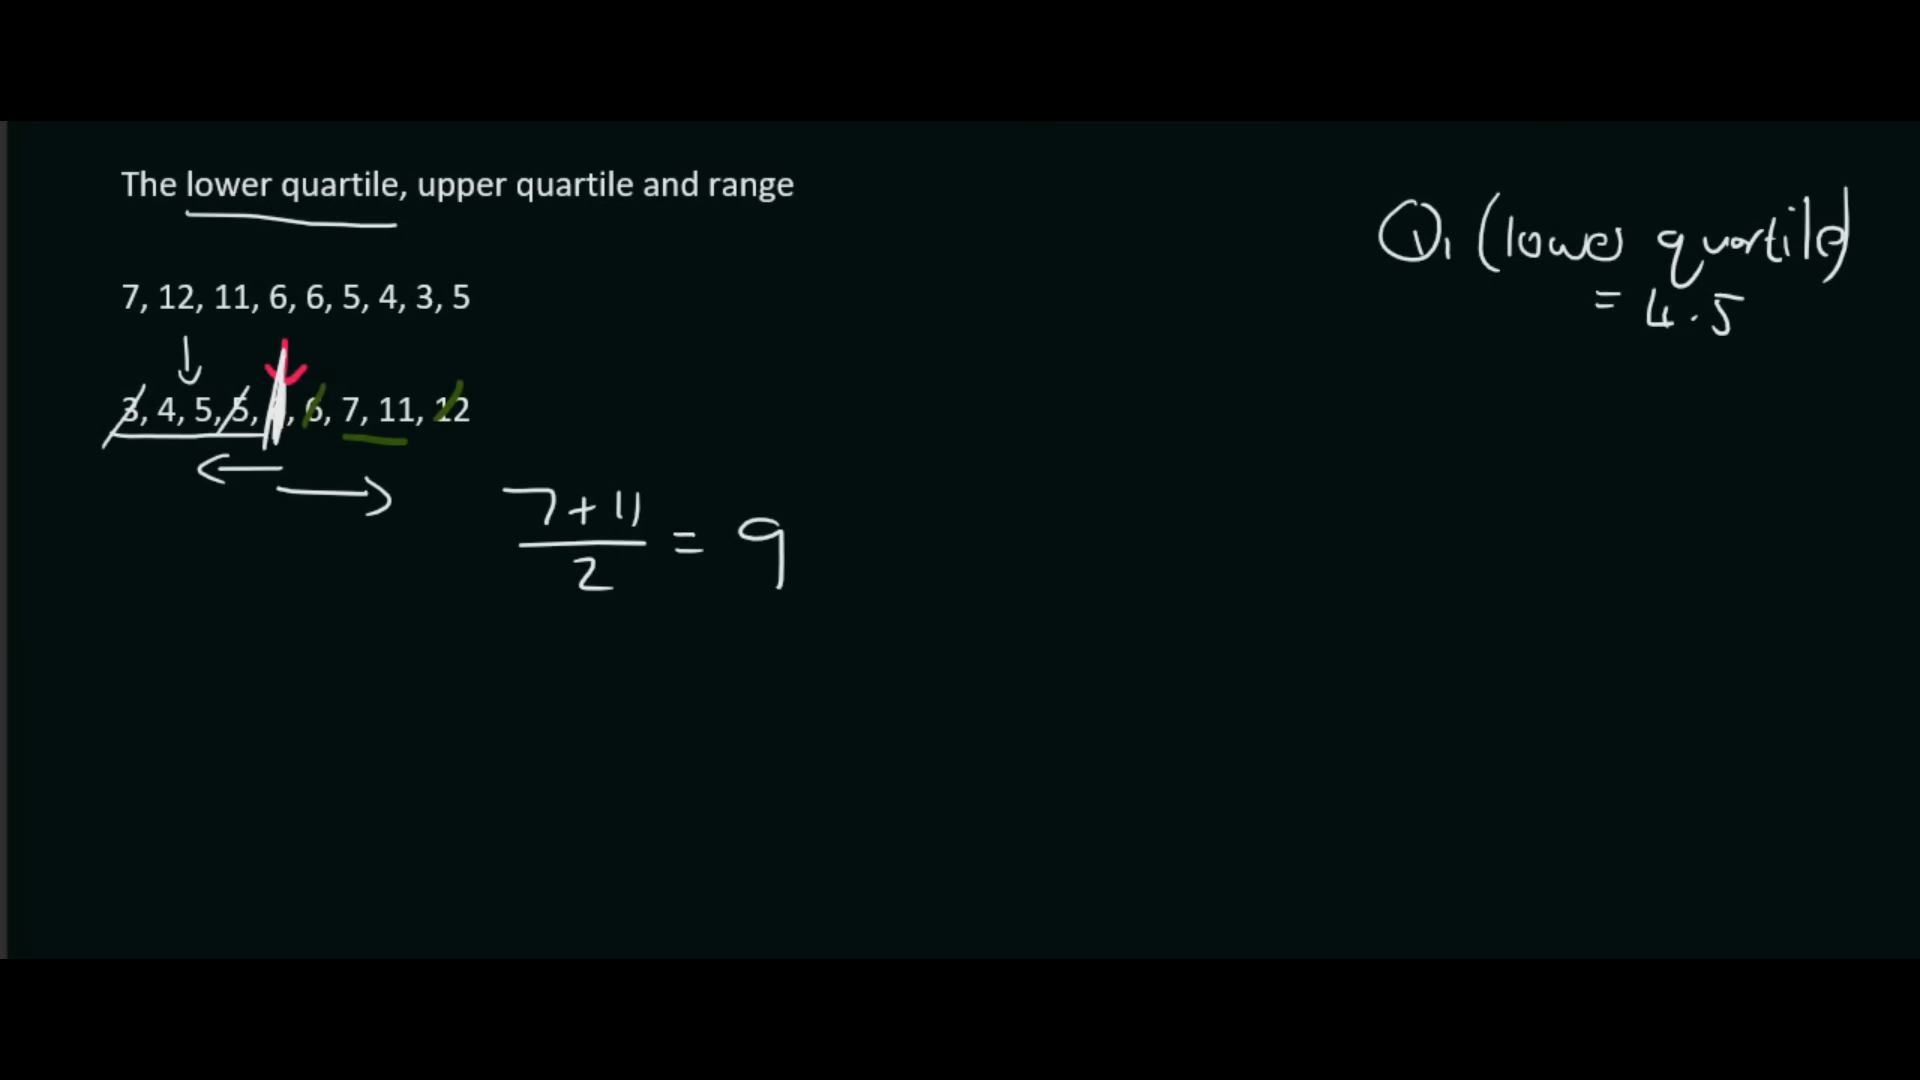 The lower quartile, upper quartile and range
Q₁ (lower quartile)
= 4.5
7, 12, 11, 6, 6, 5, 4, 3, 5
3, 4, 5, 5, , 6, 7, 11, 12
7+11
2
= 9